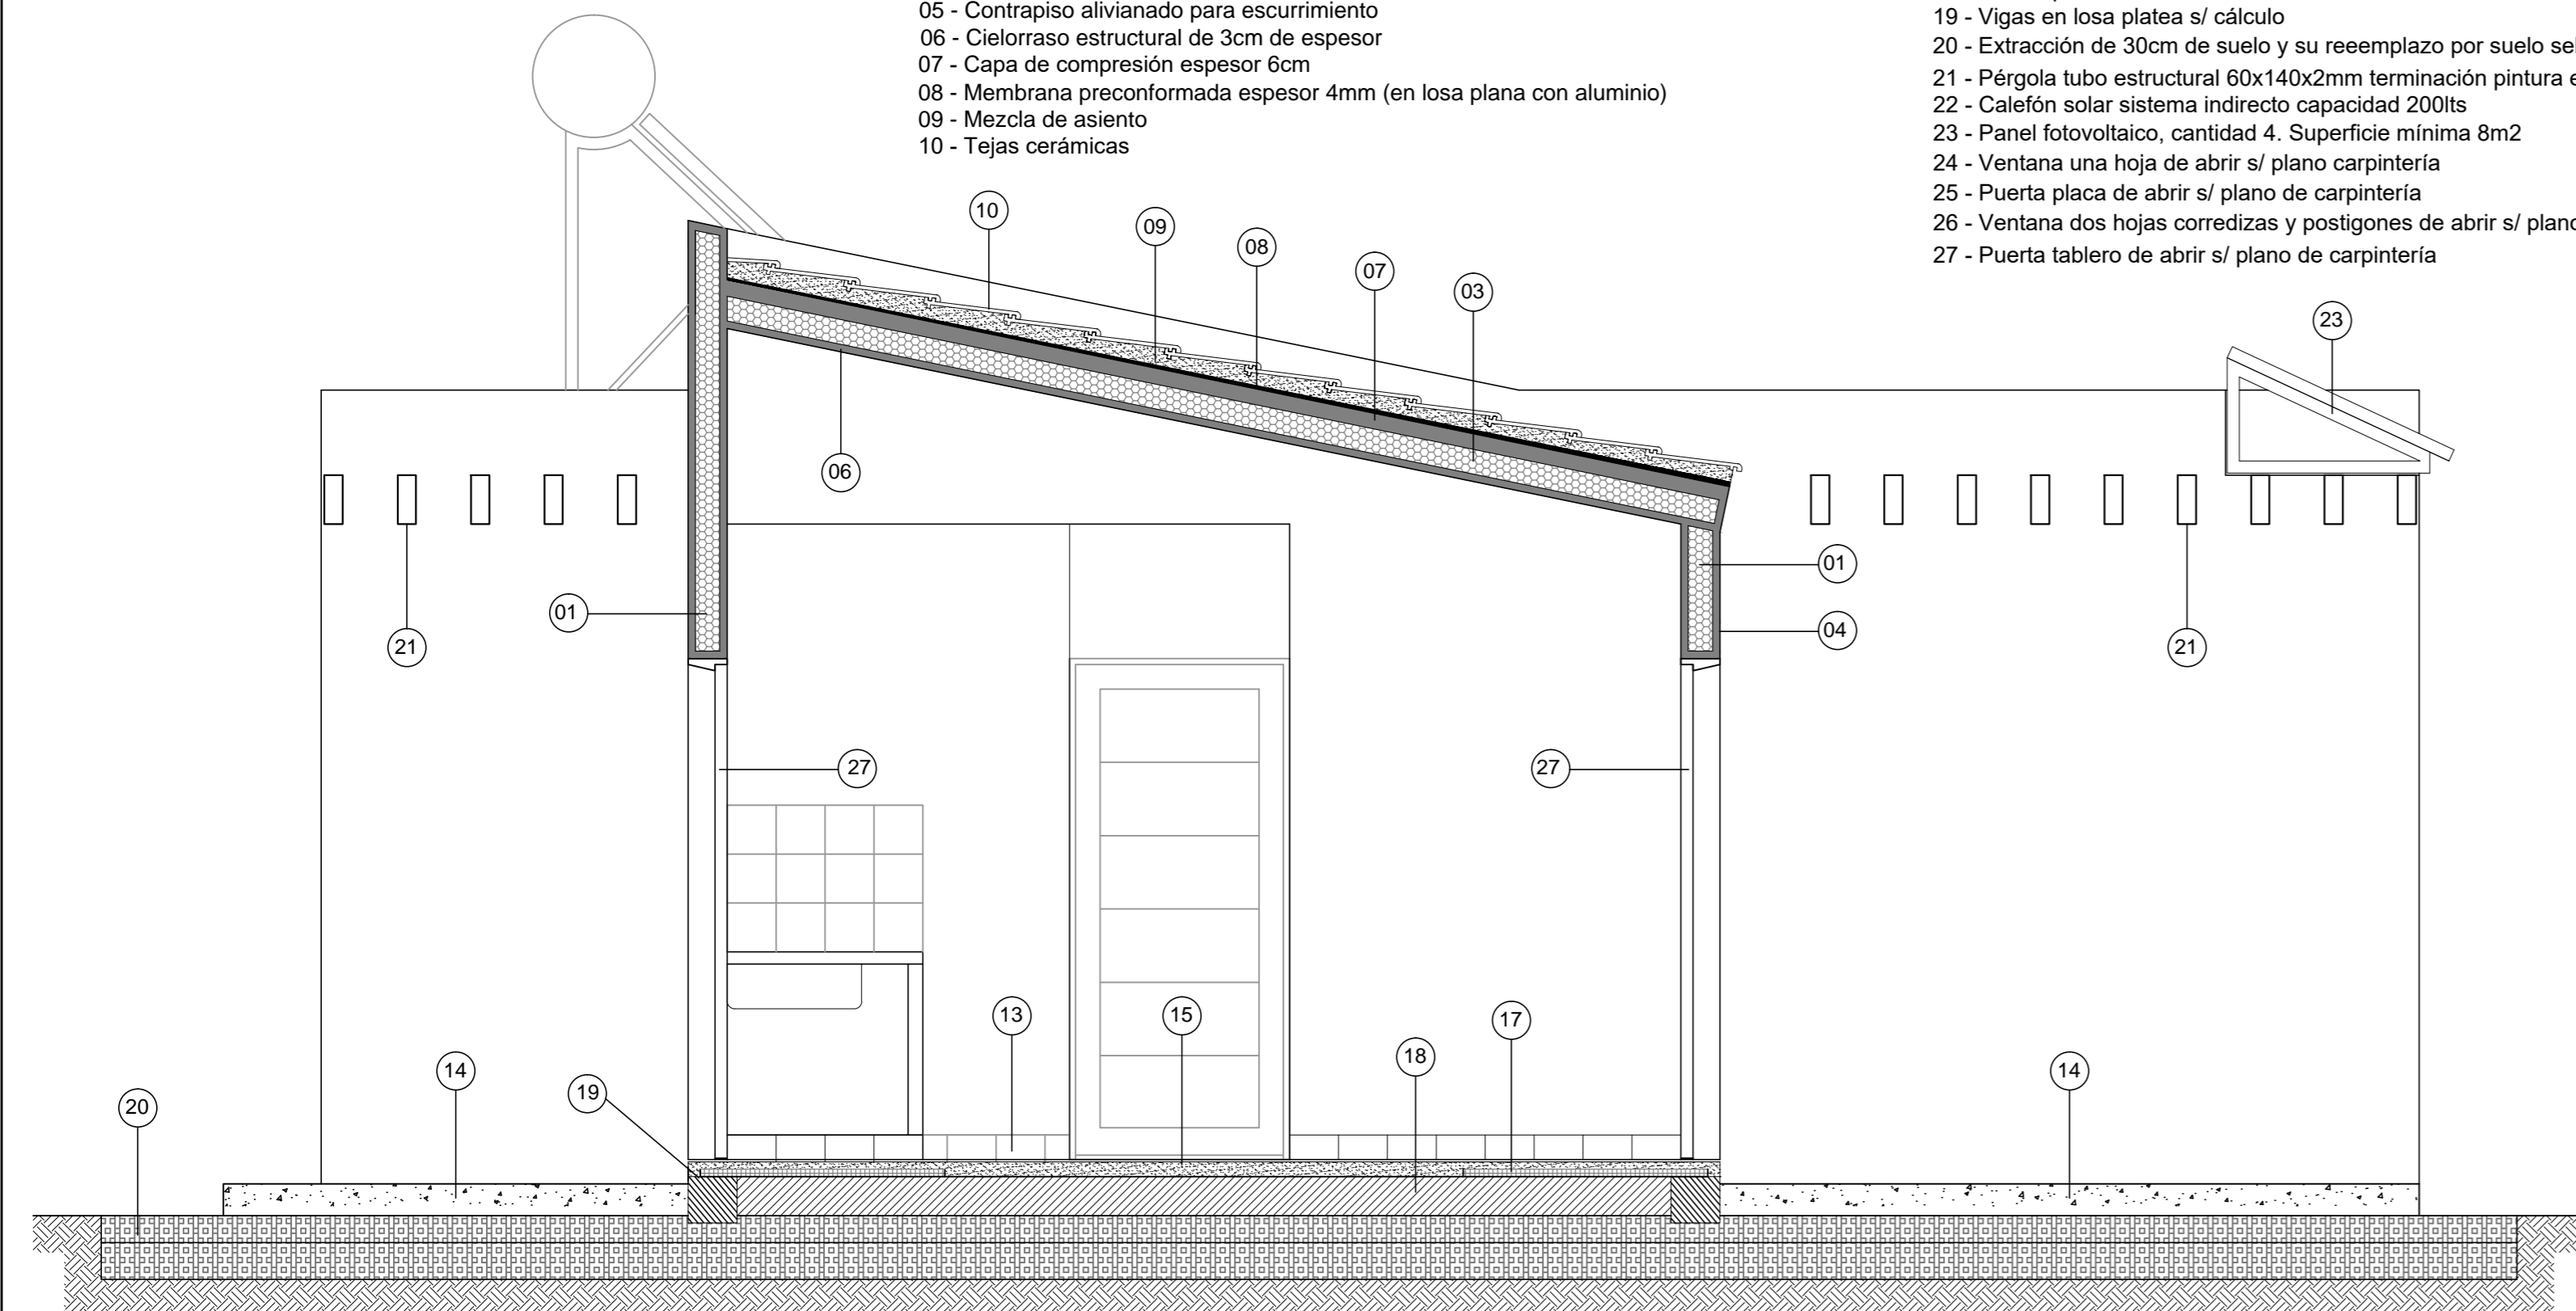 05 - Contrapiso alivianado para escurrimiento
06 - Cielorraso estructural de 3cm de espesor
07 - Capa de compresión espesor 6cm
08 - Membrana preconformada espesor 4mm (en losa plana con aluminio)
09 - Mezcla de asiento
10 - Tejas cerámicas
19 - Vigas en losa platea s/ cálculo
20 - Extracción de 30cm de suelo y su reeemplazo por suelo sel
21 - Pérgola tubo estructural 60x140x2mm terminación pintura e
22 - Calefón solar sistema indirecto capacidad 200lts
23 - Panel fotovoltaico, cantidad 4. Superficie mínima 8m2
24 - Ventana una hoja de abrir s/ plano carpintería
25 - Puerta placa de abrir s/ plano de carpintería
26 - Ventana dos hojas corredizas y postigones de abrir s/ plano
27 - Puerta tablero de abrir s/ plano de carpintería
10
09
08
07
03
23
06
01
04
01
21
21
27
27
13
15
17
18
14
14
19
20